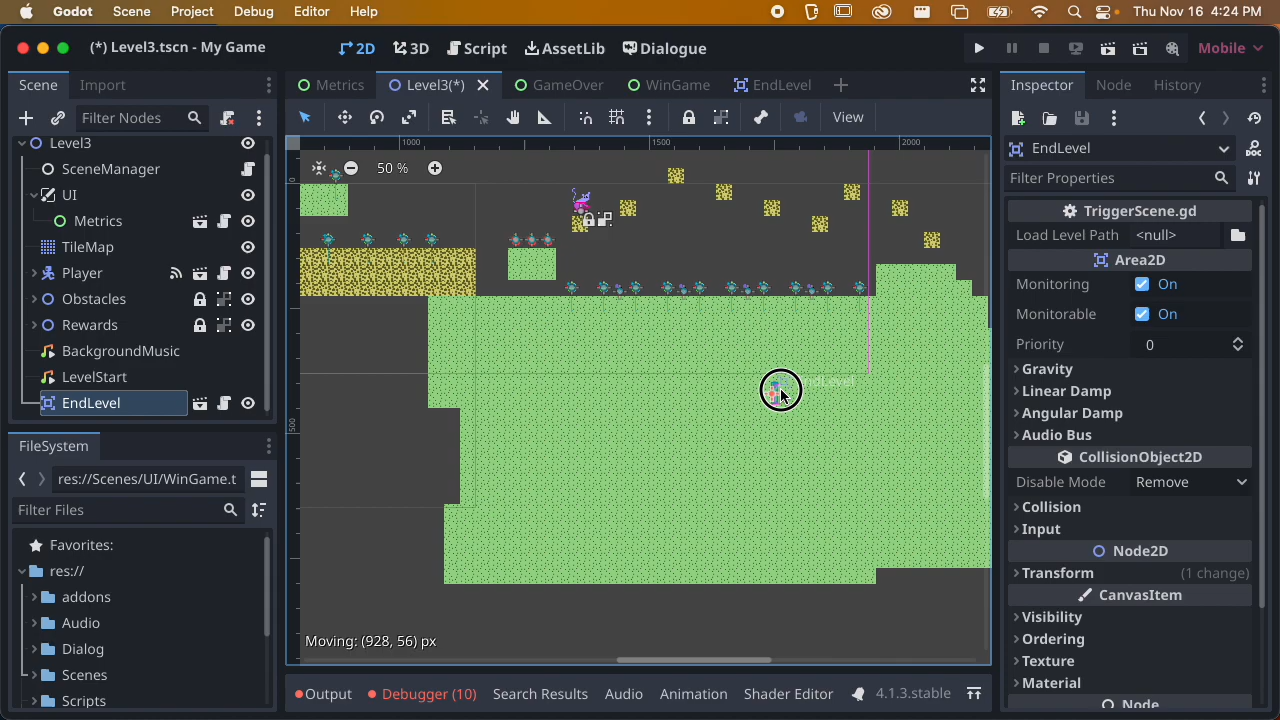 Godot Scene Project Debug Editor Help Thu Nov 16 4:24 PM
(*) Level3.tscn - My Game 2D 3D Script AssetLib Dialogue Mobile
Scene Import Metrics Level3(*) GameOver WinGame EndLevel Inspector Node History
Filter Nodes View
Level3
SceneManager
UI
Metrics
TileMap
Player
Obstacles
Rewards
BackgroundMusic
LevelStart
EndLevel
FileSystem
res://Scenes/UI/WinGame.t
Filter Files
Favorites:
res://
addons
Audio
Dialog
Scenes
Scripts
1000 1500 2000
50 %
0
500
EndLevel
Moving: (928, 56) px
Output Debugger (10) Search Results Audio Animation Shader Editor 4.1.3.stable
EndLevel
Filter Properties
TriggerScene.gd
Load Level Path <null>
Area2D
Monitoring On
Monitorable On
Priority 0
Gravity
Linear Damp
Angular Damp
Audio Bus
CollisionObject2D
Disable Mode Remove
Collision
Input
Node2D
Transform (1 change)
CanvasItem
Visibility
Ordering
Texture
Material
Node